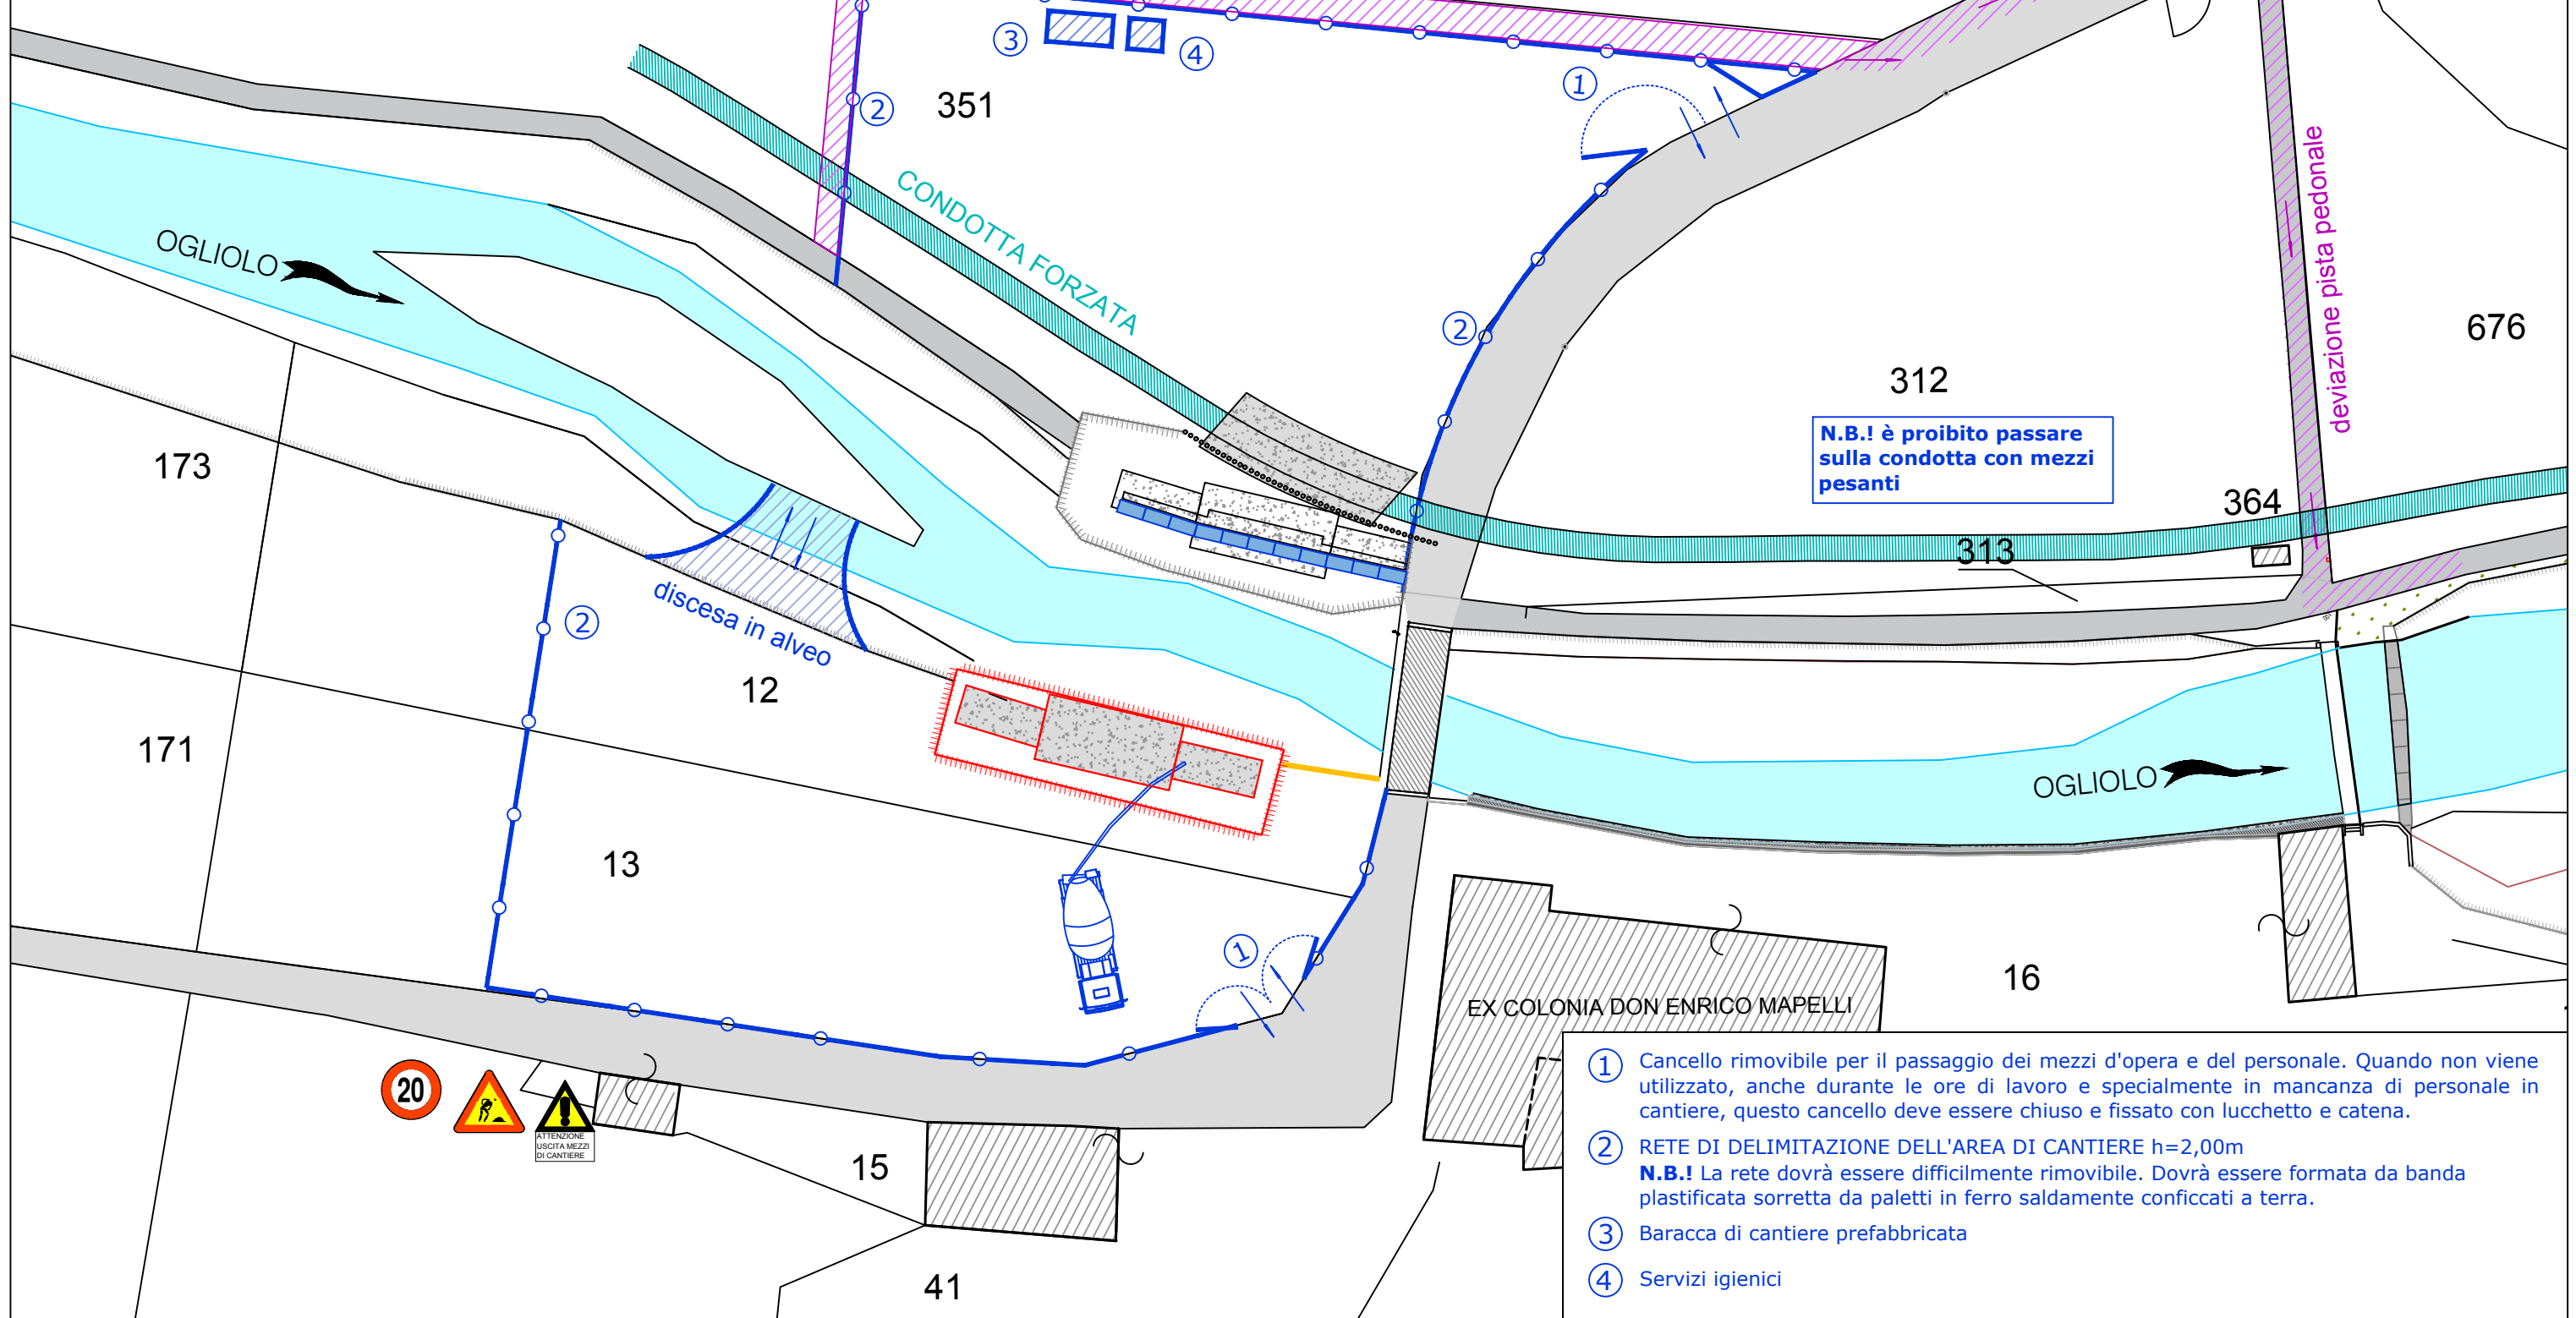 3
4
1
2
351
CONDOTTA FORZATA
OGLIOLO
deviazione pista pedonale
676
2
312
N.B.! è proibito passare
sulla condotta con mezzi
pesanti
173
364
313
2
discesa in alveo
12
171
OGLIOLO
13
1
16
EX COLONIA DON ENRICO MAPELLI
20
ATTENZIONE
USCITA MEZZI
DI CANTIERE
15
41
1 Cancello rimovibile per il passaggio dei mezzi d'opera e del personale. Quando non viene
utilizzato, anche durante le ore di lavoro e specialmente in mancanza di personale in
cantiere, questo cancello deve essere chiuso e fissato con lucchetto e catena.
2 RETE DI DELIMITAZIONE DELL'AREA DI CANTIERE h=2,00m
N.B.! La rete dovrà essere difficilmente rimovibile. Dovrà essere formata da banda
plastificata sorretta da paletti in ferro saldamente conficcati a terra.
3 Baracca di cantiere prefabbricata
4 Servizi igienici